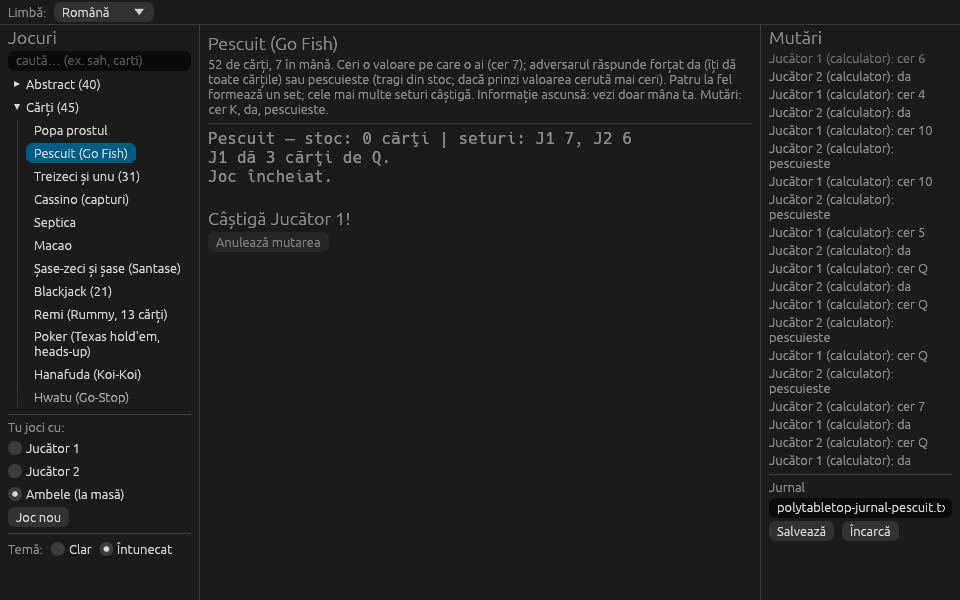 Limbă: Română
Jocuri
caută... (ex. sah, carti)
Abstract (40)
Cărți (45)
Popa prostul
Pescuit (Go Fish)
Treizeci și unu (31)
Cassino (capturi)
Septica
Macao
Șase-zeci și șase (Santase)
Blackjack (21)
Remi (Rummy, 13 cărți)
Poker (Texas hold'em,
heads-up)
Hanafuda (Koi-Koi)
Hwatu (Go-Stop)
Tu joci cu:
Jucător 1
Jucător 2
Ambele (la masă)
Joc nou
Temă: Clar Întunecat
Pescuit (Go Fish)
52 de cărți, 7 în mână. Ceri o valoare pe care o ai (cer 7); adversarul răspunde forțat da (îți dă
toate cărțile) sau pescuieste (tragi din stoc; dacă prinzi valoarea cerută mai ceri). Patru la fel
formează un set; cele mai multe seturi câștigă. Informație ascunsă: vezi doar mâna ta. Mutări:
cer K, da, pescuieste.
Pescuit — stoc: 0 cărți | seturi: J1 7, J2 6
J1 dă 3 cărți de Q.
Joc încheiat.
Câștigă Jucător 1!
Anulează mutarea
Mutări
Jucător 1 (calculator): cer 6
Jucător 2 (calculator): da
Jucător 1 (calculator): cer 4
Jucător 2 (calculator): da
Jucător 1 (calculator): cer 10
Jucător 2 (calculator):
pescuieste
Jucător 1 (calculator): cer 10
Jucător 2 (calculator):
pescuieste
Jucător 1 (calculator): cer 5
Jucător 2 (calculator): da
Jucător 1 (calculator): cer Q
Jucător 2 (calculator): da
Jucător 1 (calculator): cer Q
Jucător 2 (calculator):
pescuieste
Jucător 1 (calculator): cer Q
Jucător 2 (calculator):
pescuieste
Jucător 2 (calculator): cer 7
Jucător 1 (calculator): da
Jucător 2 (calculator): cer Q
Jucător 1 (calculator): da
Jurnal
polytabletop-jurnal-pescuit.tx
Salvează Încarcă